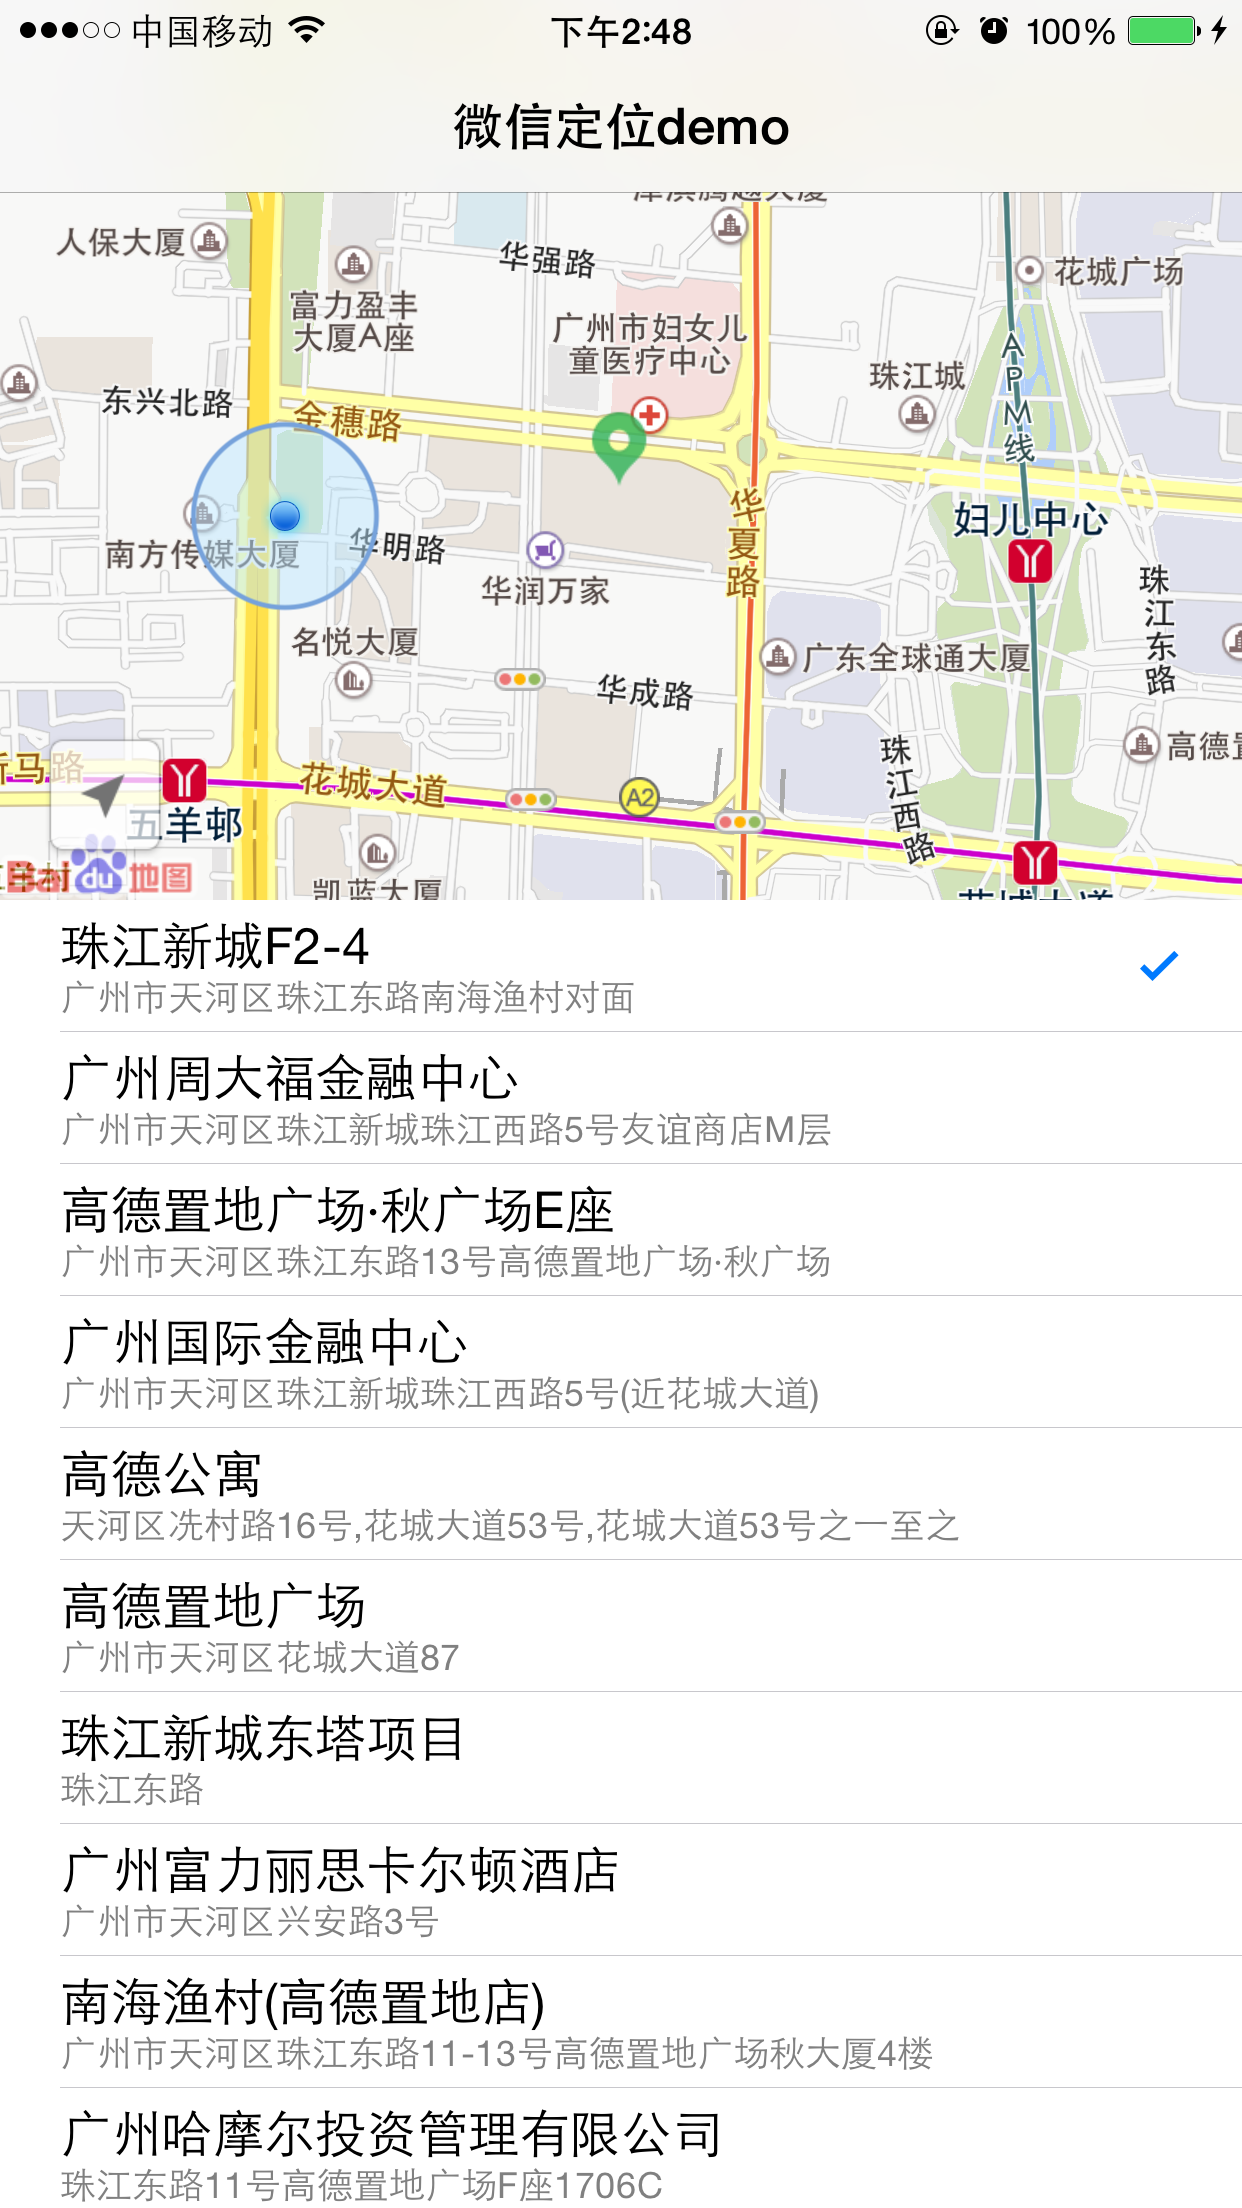 中国移动
下午2:48
100%
微信定位demo
人保大厦
华强路
花城广场
富力盈丰
大厦A座
广州市妇女儿
童医疗中心
APM线
珠江城
东兴北路
金穗路
华夏路
妇儿中心
南方传媒大厦
华明路
华润万家
珠江东路
名悦大厦
广东全球通大厦
华成路
珠江西路
高德置
马路
花城大道
A2
五羊邨
Bai du 地图
凯蓝大厦
花城大道
珠江新城F2-4
广州市天河区珠江东路南海渔村对面
广州周大福金融中心
广州市天河区珠江新城珠江西路5号友谊商店M层
高德置地广场·秋广场E座
广州市天河区珠江东路13号高德置地广场·秋广场
广州国际金融中心
广州市天河区珠江新城珠江西路5号(近花城大道)
高德公寓
天河区冼村路16号,花城大道53号,花城大道53号之一至之
高德置地广场
广州市天河区花城大道87
珠江新城东塔项目
珠江东路
广州富力丽思卡尔顿酒店
广州市天河区兴安路3号
南海渔村(高德置地店)
广州市天河区珠江东路11-13号高德置地广场秋大厦4楼
广州哈摩尔投资管理有限公司
珠江东路11号高德置地广场F座1706C